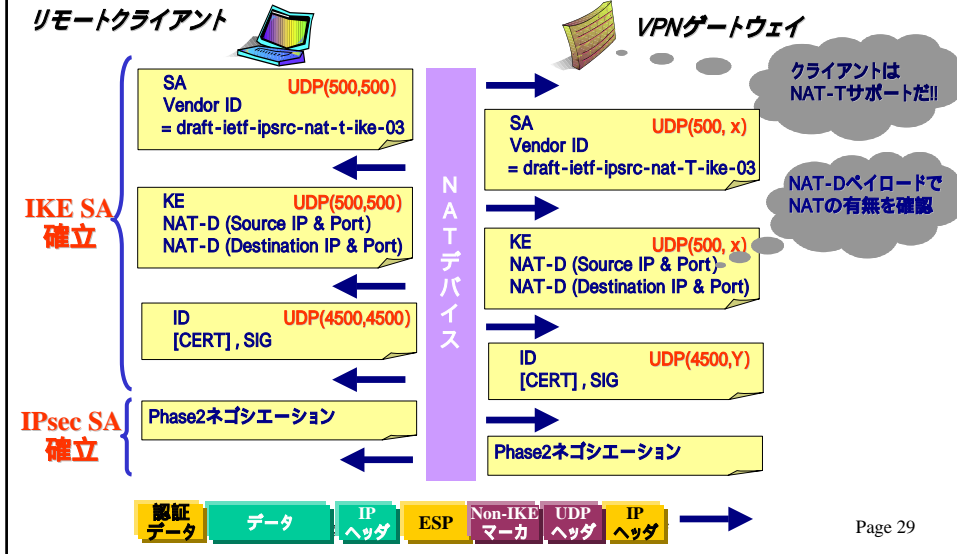 リモートクライアント
VPNゲートウェイ
クライアントは
NAT-Tサポートだ!!
SA UDP(500,500)
Vendor ID
= draft-ietf-ipsrc-nat-t-ike-03
SA UDP(500, x)
Vendor ID
= draft-ietf-ipsrc-nat-T-ike-03
NAT-Dペイロードで
NATの有無を確認
IKE SA
確立
KE UDP(500,500)
NAT-D (Source IP & Port)
NAT-D (Destination IP & Port)
NATデバイス
KE UDP(500, x)
NAT-D (Source IP & Port)
NAT-D (Destination IP & Port)
ID UDP(4500,4500)
[CERT] , SIG
ID UDP(4500,Y)
[CERT] , SIG
IPsec SA
確立
Phase2ネゴシエーション
Phase2ネゴシエーション
認証
データ
データ
IP
ヘッダ
ESP
Non-IKE
マーカ
UDP
ヘッダ
IP
ヘッダ
Page 29